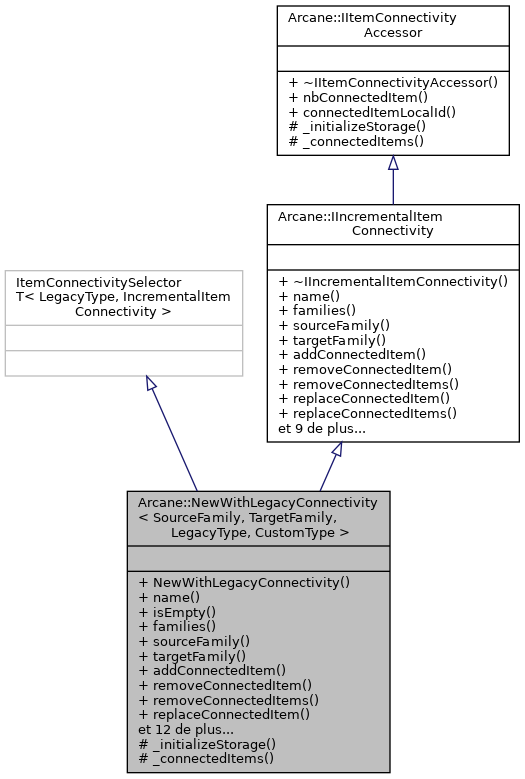 Arcane::IItemConnectivity
Accessor
+ ~IItemConnectivityAccessor()
+ nbConnectedItem()
+ connectedItemLocalId()
# _initializeStorage()
# _connectedItems()
Arcane::IIncrementalItem
Connectivity
+ ~IIncrementalItemConnectivity()
+ name()
+ families()
+ sourceFamily()
+ targetFamily()
+ addConnectedItem()
+ removeConnectedItem()
+ removeConnectedItems()
+ replaceConnectedItem()
+ replaceConnectedItems()
et 9 de plus...
ItemConnectivitySelector
T< LegacyType, IncrementalItem
Connectivity >
Arcane::NewWithLegacyConnectivity
< SourceFamily, TargetFamily,
LegacyType, CustomType >
+ NewWithLegacyConnectivity()
+ name()
+ isEmpty()
+ families()
+ sourceFamily()
+ targetFamily()
+ addConnectedItem()
+ removeConnectedItem()
+ removeConnectedItems()
+ replaceConnectedItem()
et 12 de plus...
# _initializeStorage()
# _connectedItems()